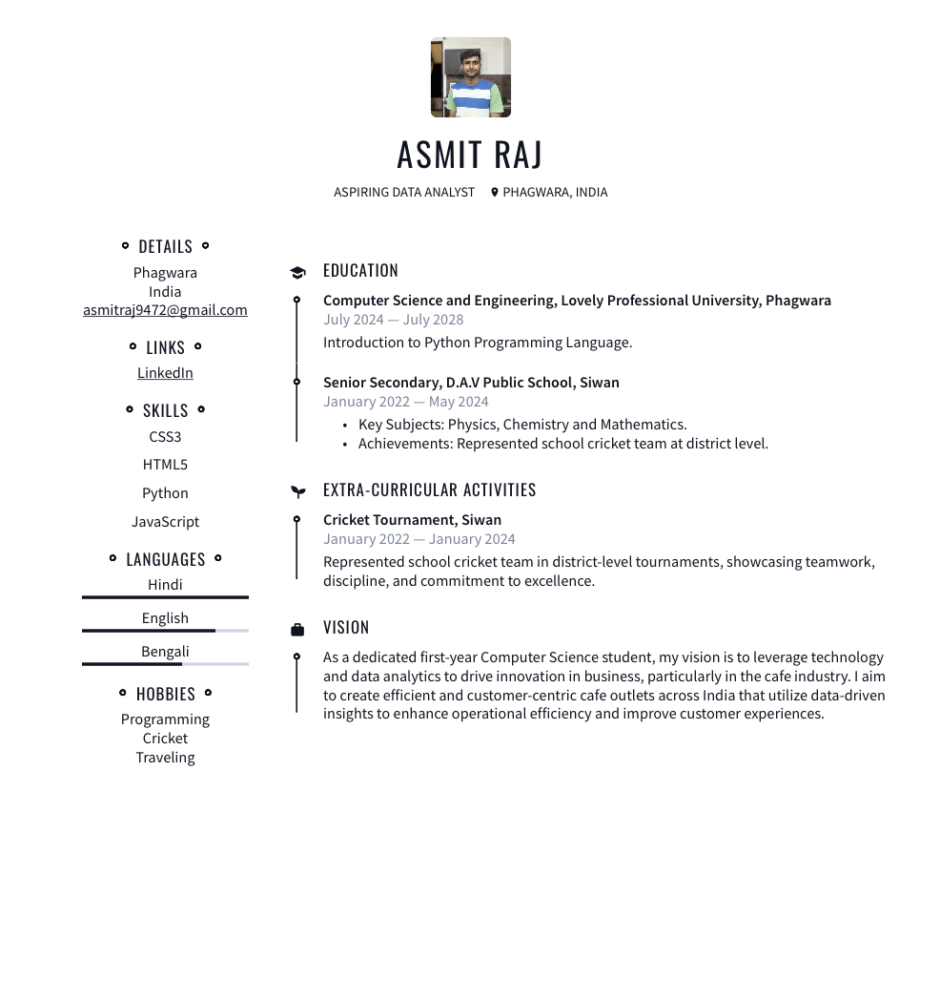 ASMIT RAJ
ASPIRING DATA ANALYST PHAGWARA, INDIA
DETAILS
Phagwara
India
asmitraj9472@gmail.com
LINKS
LinkedIn
SKILLS
CSS3
HTML5
Python
JavaScript
LANGUAGES
Hindi
English
Bengali
HOBBIES
Programming
Cricket
Traveling
EDUCATION
Computer Science and Engineering, Lovely Professional University, Phagwara
July 2024 — July 2028
Introduction to Python Programming Language.
Senior Secondary, D.A.V Public School, Siwan
January 2022 — May 2024
• Key Subjects: Physics, Chemistry and Mathematics.
• Achievements: Represented school cricket team at district level.
EXTRA-CURRICULAR ACTIVITIES
Cricket Tournament, Siwan
January 2022 — January 2024
Represented school cricket team in district-level tournaments, showcasing teamwork,
discipline, and commitment to excellence.
VISION
As a dedicated first-year Computer Science student, my vision is to leverage technology
and data analytics to drive innovation in business, particularly in the cafe industry. I aim
to create efficient and customer-centric cafe outlets across India that utilize data-driven
insights to enhance operational efficiency and improve customer experiences.